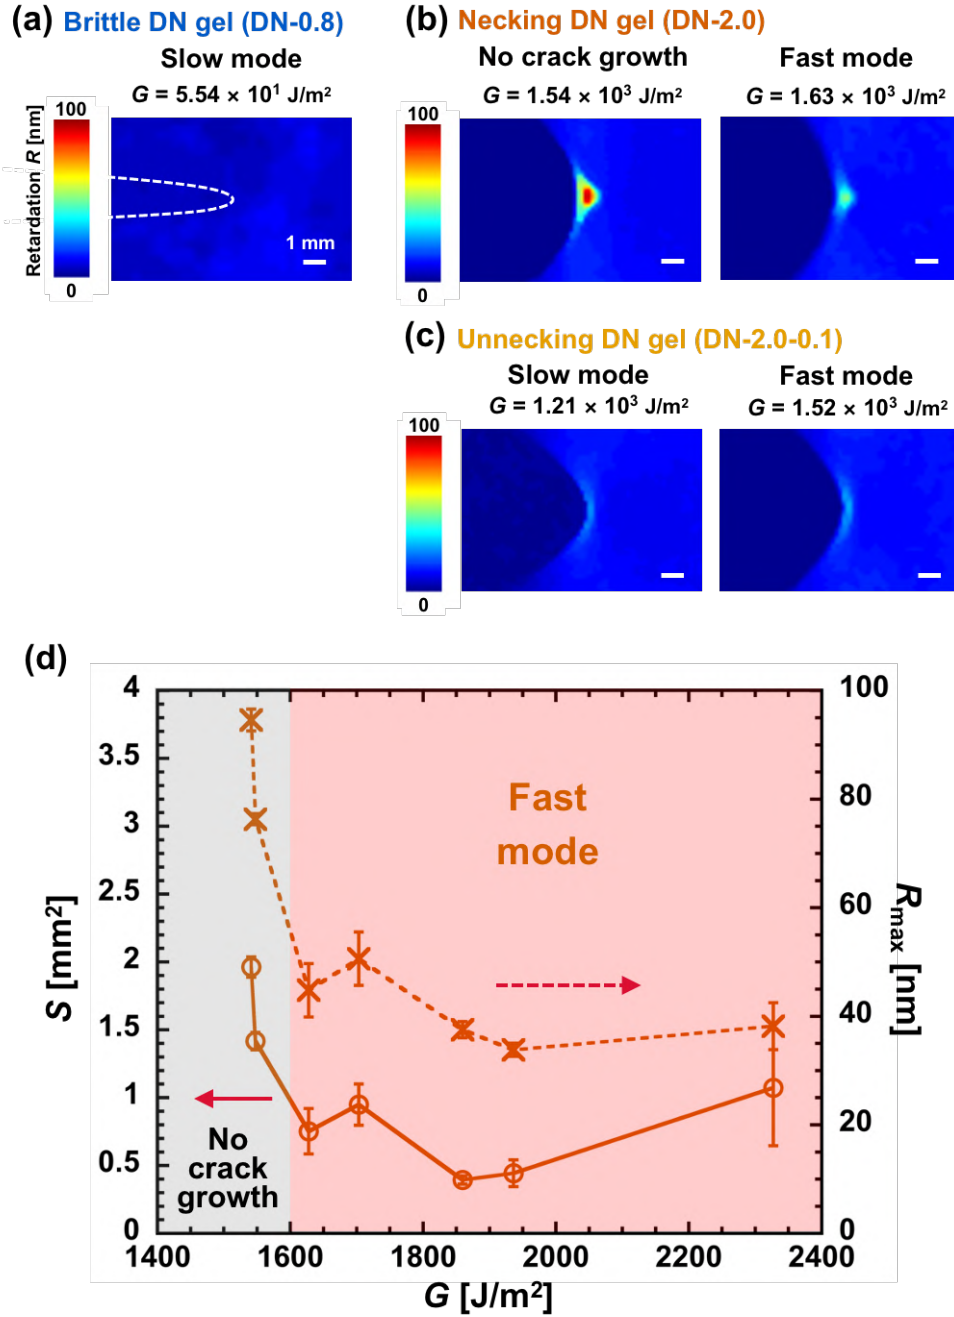 (a) Brittle DN gel (DN-0.8)
Slow mode
G = 5.54 × 10¹ J/m²
100
Retardation R [nm]
0
1 mm
(b) Necking DN gel (DN-2.0)
No crack growth
G = 1.54 × 10³ J/m²
Fast mode
G = 1.63 × 10³ J/m²
100
0
(c) Unnecking DN gel (DN-2.0-0.1)
Slow mode
G = 1.21 × 10³ J/m²
Fast mode
G = 1.52 × 10³ J/m²
100
0
(d)
4
3.5
3
2.5
2
1.5
1
0.5
0
S [mm²]
100
80
60
40
20
0
Rmax [nm]
Fast
mode
No
crack
growth
1400 1600 1800 2000 2200 2400
G [J/m²]